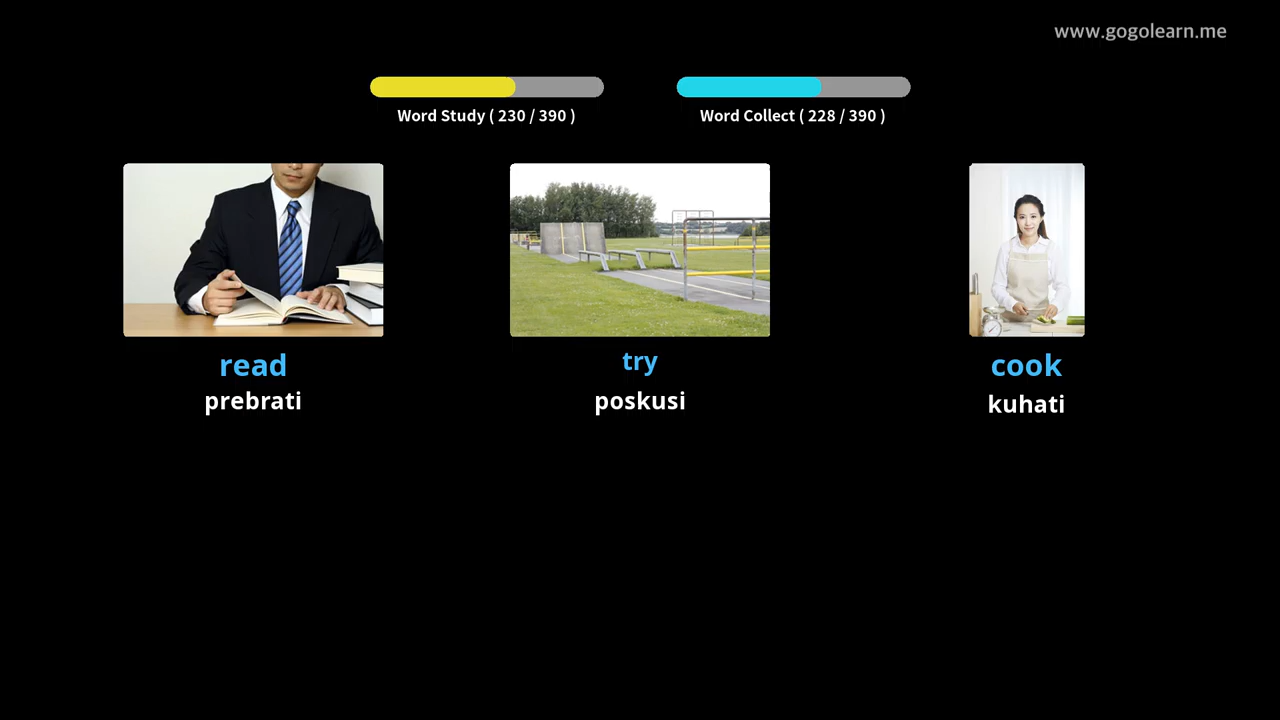 www.gogolearn.me
Word Study ( 230 / 390 )
Word Collect ( 228 / 390 )
read
prebrati
try
poskusi
cook
kuhati